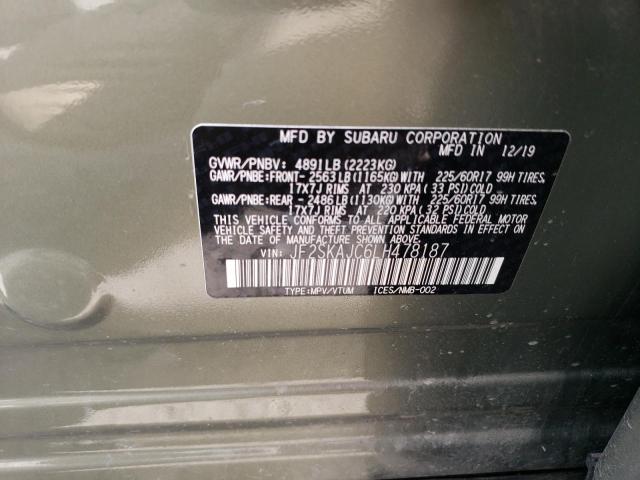 MFD BY SUBARU CORPORATION
MFD IN 12/19
GVWR/PNBV: 4891LB(2223KG)
GAWR/PNBE:FRONT- 2563LB(1165KG)WITH 225/60R17 99H TIRES,
17X7J RIMS AT 230 KPA( 33 PSI)COLD
GAWR/PNBE:REAR - 2486LB(1130KG)WITH 225/60R17 99H TIRES,
17X7J RIMS AT 220 KPA( 32 PSI)COLD
THIS VEHICLE CONFORMS TO ALL APPLICABLE FEDERAL MOTOR
VEHICLE SAFETY AND THEFT PREVENTION STANDARDS IN EFFECT
ON THE DATE OF MANUFACTURE SHOWN ABOVE.
VIN: JF2SKAJC6LH478187
TYPE:MPV/VTUM ICES/NMB-002